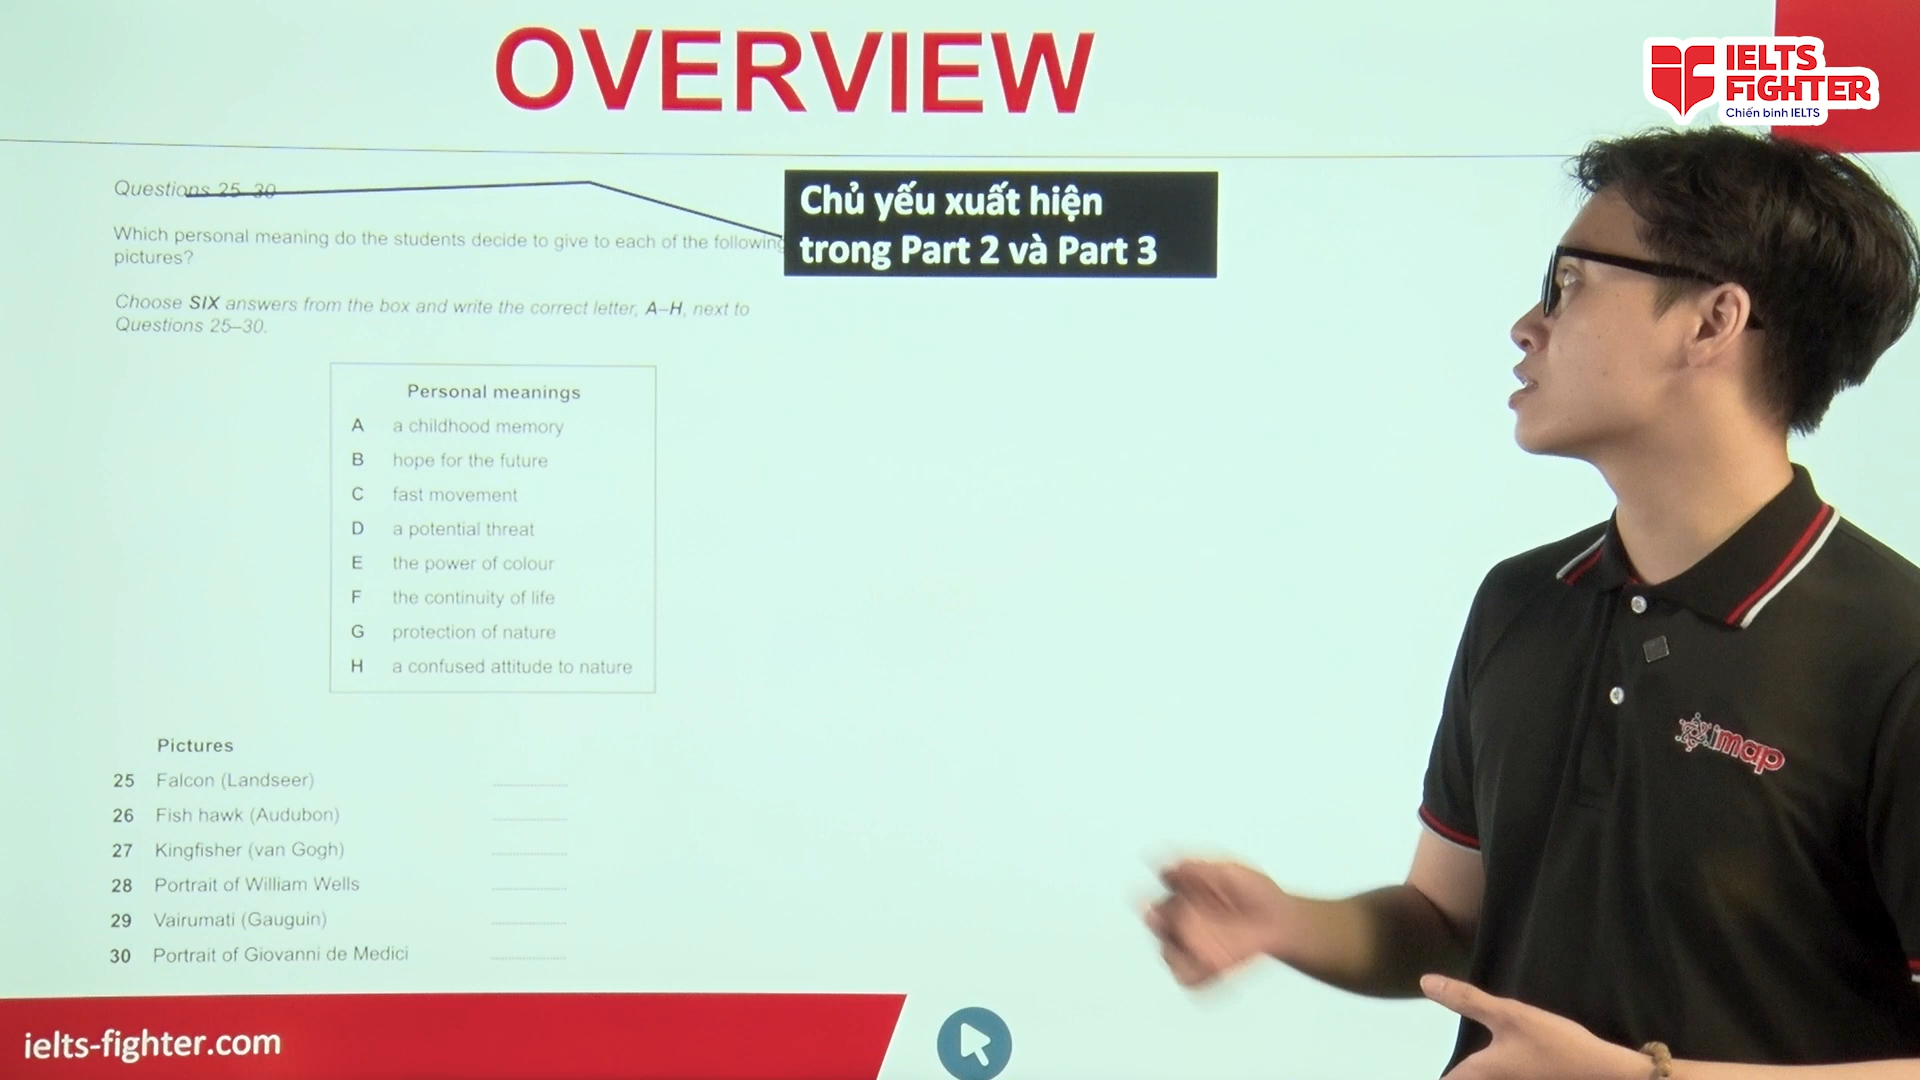 OVERVIEW
IELTS
FIGHTER
Chiến binh IELTS
Questions 25–30
Chủ yếu xuất hiện
trong Part 2 và Part 3
Which personal meaning do the students decide to give to each of the following
pictures?
Choose SIX answers from the box and write the correct letter, A–H, next to
Questions 25–30.
Personal meanings
A a childhood memory
B hope for the future
C fast movement
D a potential threat
E the power of colour
F the continuity of life
G protection of nature
H a confused attitude to nature
imap
Pictures
25 Falcon (Landseer)
26 Fish hawk (Audubon)
27 Kingfisher (van Gogh)
28 Portrait of William Wells
29 Vairumati (Gauguin)
30 Portrait of Giovanni de Medici
ielts-fighter.com